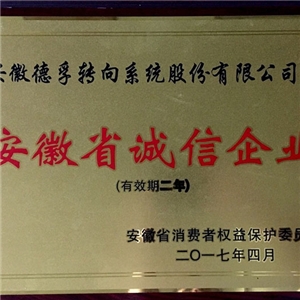 安徽德孚转向系统股份有限公司
安徽省诚信企业
(有效期二年)
安徽省消费者权益保护委员
二〇一七年四月